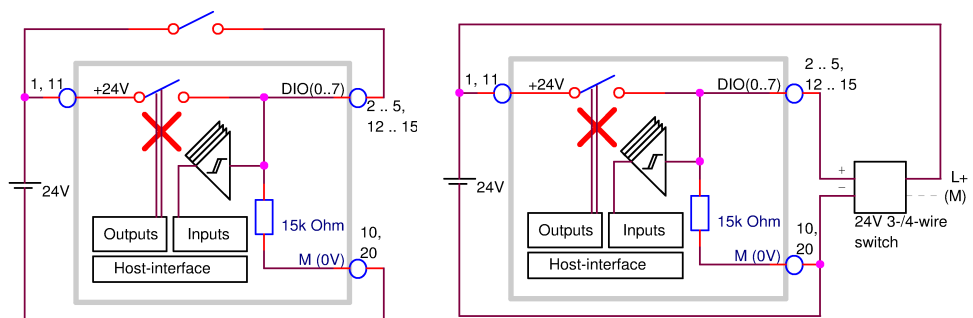 1, 11
+24V
DIO(0..7)
2 .. 5,
12 .. 15
24V
15k Ohm
Outputs
Inputs
10,
20
M (0V)
Host-interface
1, 11
+24V
DIO(0..7)
2 .. 5,
12 .. 15
+
−
L+
(M)
24V
24V 3-/4-wire
switch
15k Ohm
Outputs
Inputs
10,
20
M (0V)
Host-interface